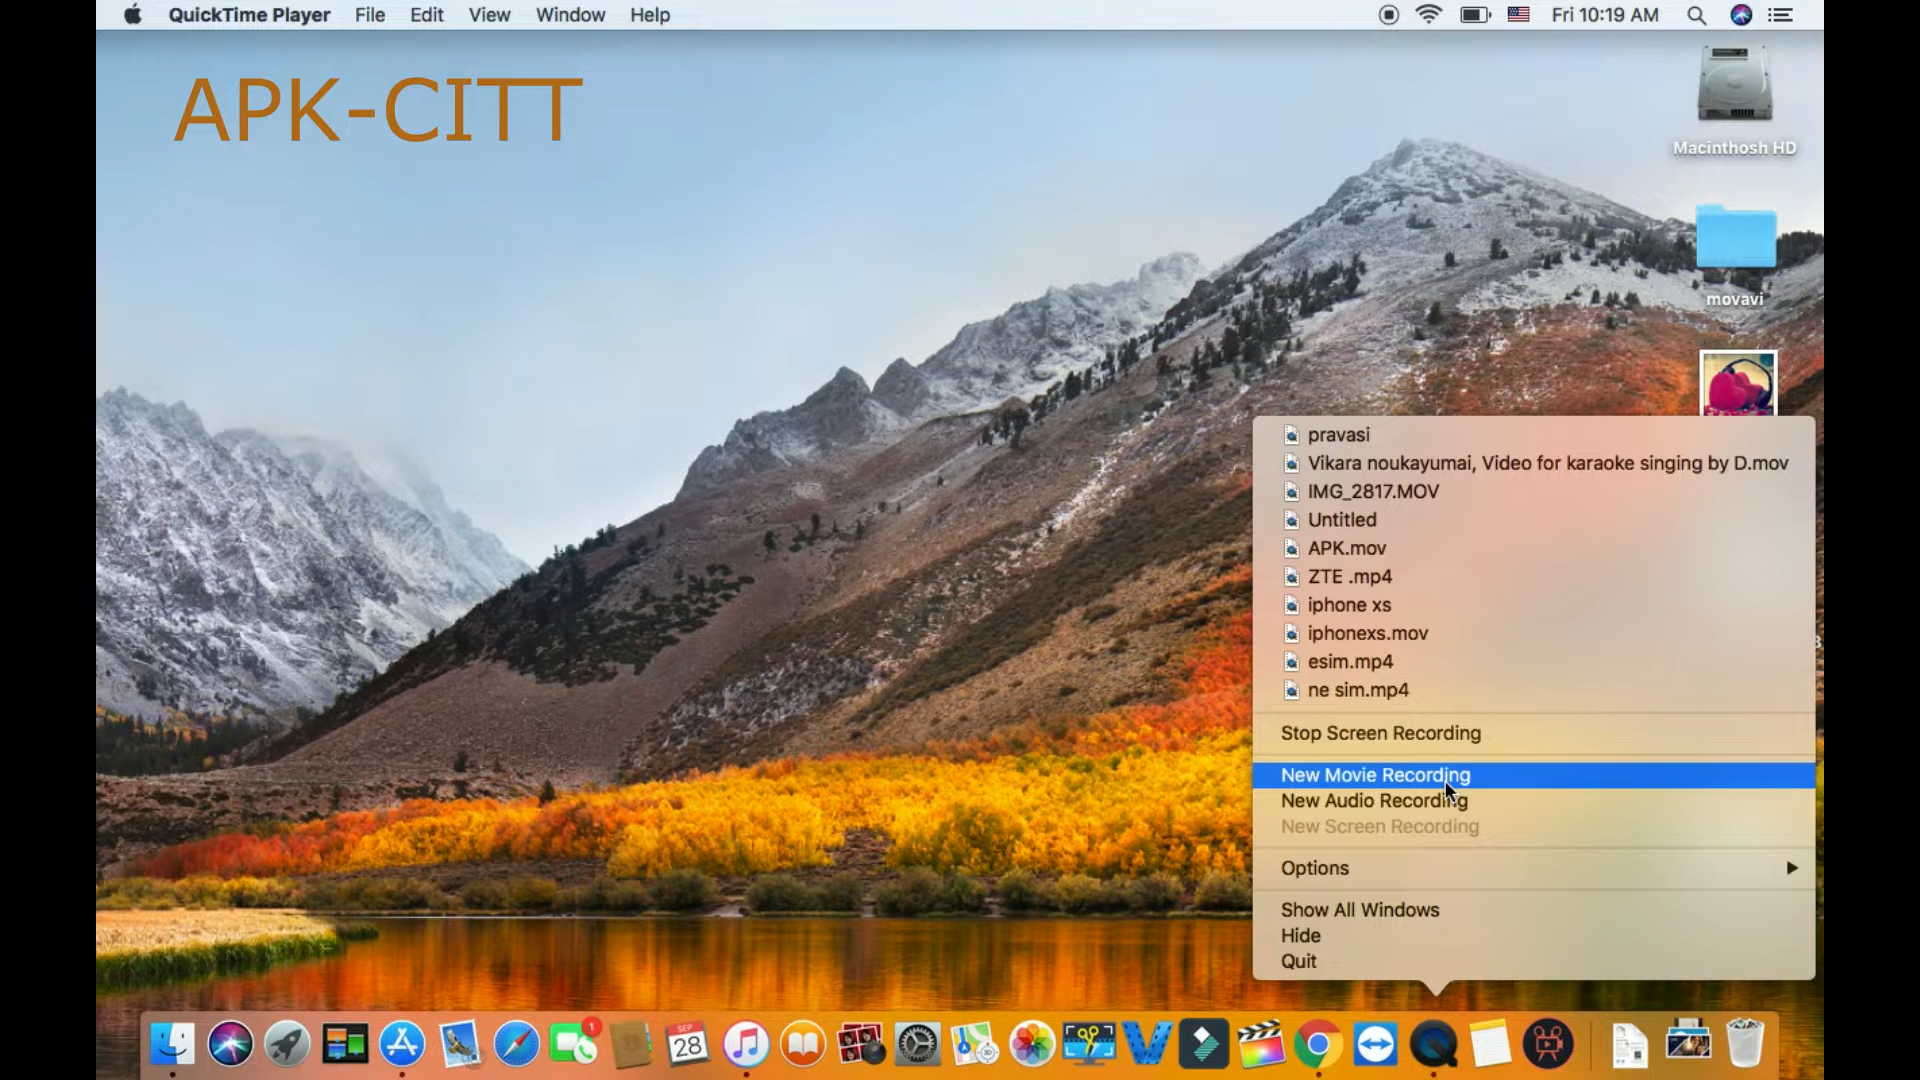 QuickTime Player File Edit View Window Help Fri 10:19 AM
APK-CITT
Macinthosh HD
movavi
pravasi
Vikara noukayumai, Video for karaoke singing by D.mov
IMG_2817.MOV
Untitled
APK.mov
ZTE .mp4
iphone xs
iphonexs.mov
esim.mp4
ne sim.mp4
Stop Screen Recording
New Movie Recording
New Audio Recording
New Screen Recording
Options
Show All Windows
Hide
Quit
1
SEP
28